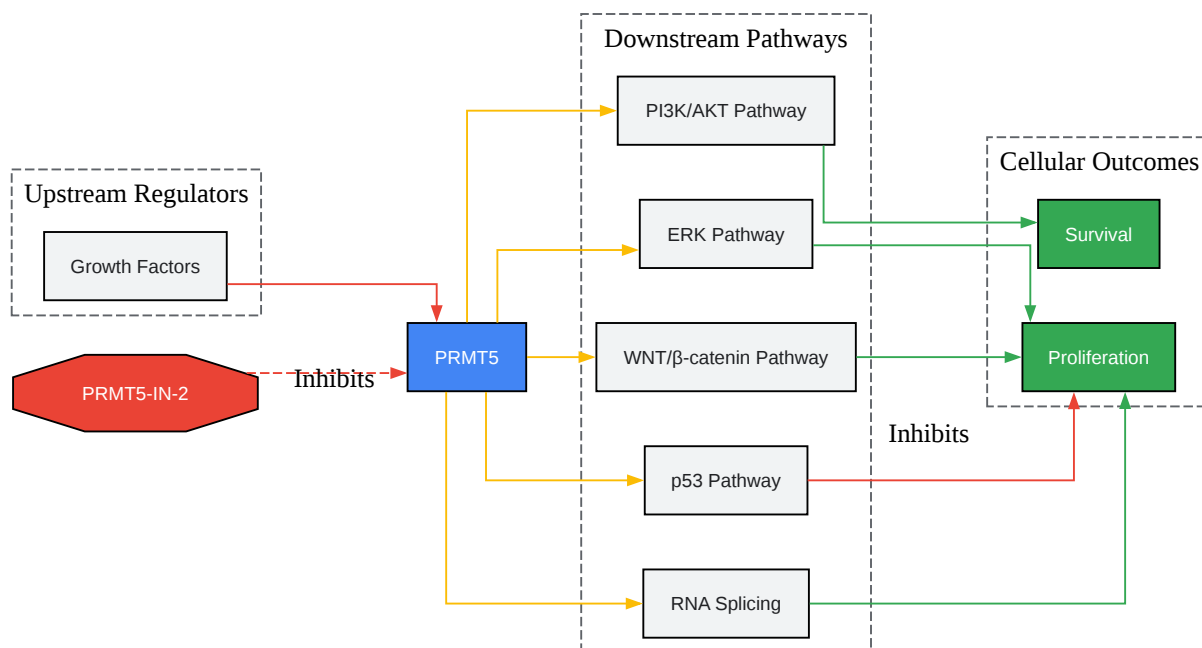 Upstream Regulators
Growth Factors
PRMT5-IN-2
Inhibits
PRMT5
Downstream Pathways
PI3K/AKT Pathway
ERK Pathway
WNT/β-catenin Pathway
p53 Pathway
RNA Splicing
Inhibits
Cellular Outcomes
Survival
Proliferation